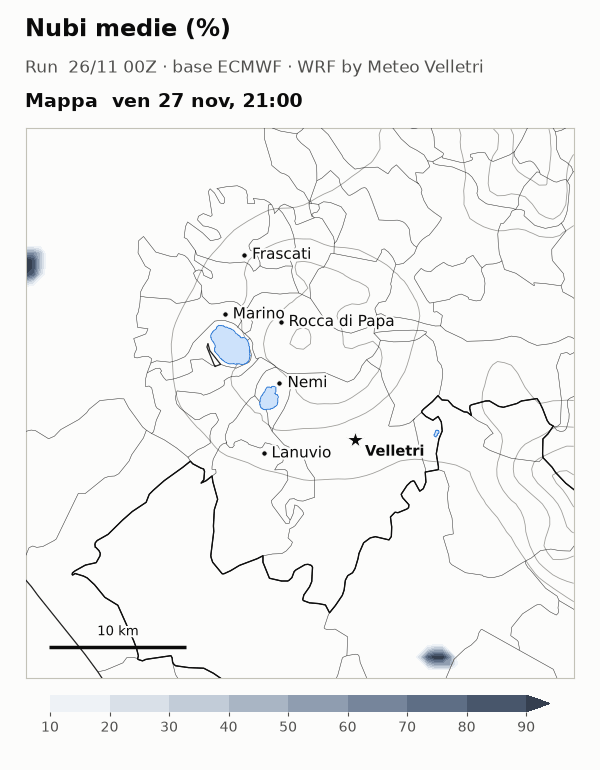 Nubi medie (%)
Run  26/11 00Z · base ECMWF · WRF by Meteo Velletri
Mappa  ven 27 nov, 21:00
Frascati
Marino
Rocca di Papa
Nemi
Velletri
Lanuvio
10 km
10 20 30 40 50 60 70 80 90